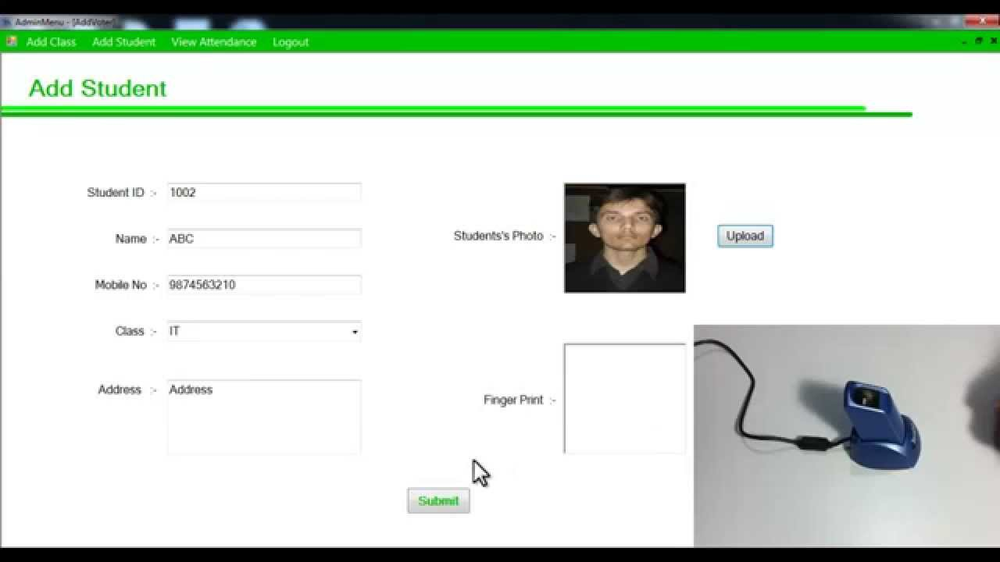 AdminMenu - [AddVoter]
Add Class Add Student View Attendance Logout
Add Student
Student ID :- 1002
Name :- ABC
Students's Photo :- Upload
Mobile No :- 9874563210
Class :- IT
Address :- Address
Finger Print :-
Submit